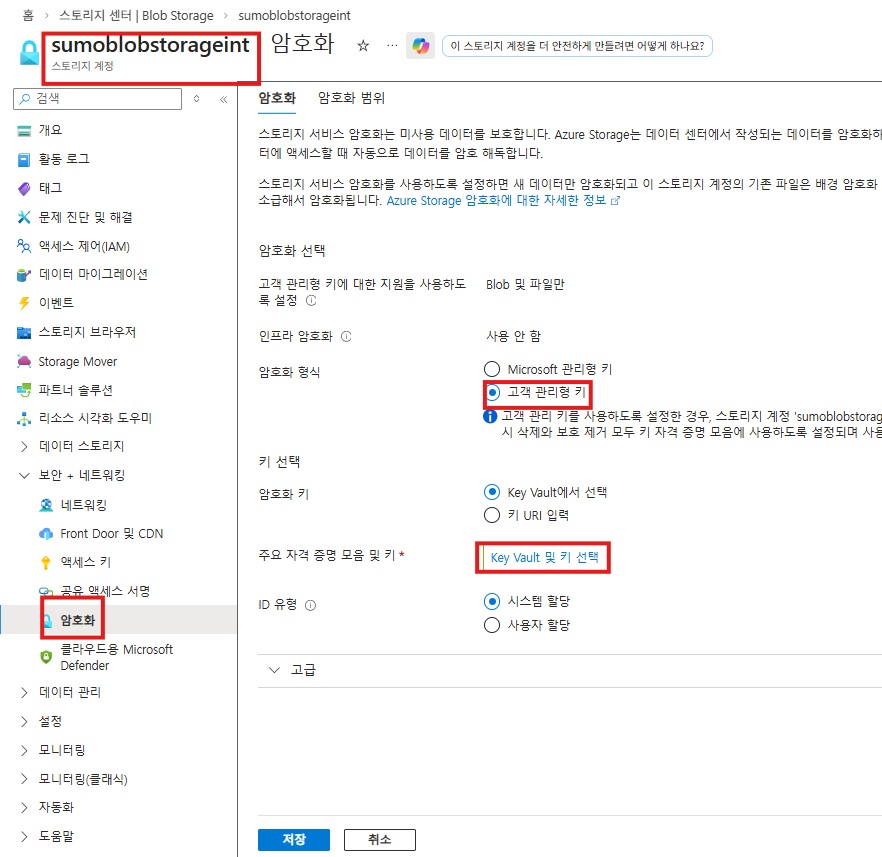 홈 > 스토리지 센터 | Blob Storage > sumoblobstorageint
sumoblobstorageint 암호화 ☆ ... 이 스토리지 계정을 더 안전하게 만들려면 어떻게 하나요?
스토리지 계정
검색
개요
활동 로그
태그
문제 진단 및 해결
액세스 제어(IAM)
데이터 마이그레이션
이벤트
스토리지 브라우저
Storage Mover
파트너 솔루션
리소스 시각화 도우미
데이터 스토리지
보안 + 네트워킹
네트워킹
Front Door 및 CDN
액세스 키
공유 액세스 서명
암호화
클라우드용 Microsoft
Defender
데이터 관리
설정
모니터링
모니터링(클래식)
자동화
도움말
암호화 암호화 범위
스토리지 서비스 암호화는 미사용 데이터를 보호합니다. Azure Storage는 데이터 센터에서 작성되는 데이터를 암호화하
터에 액세스할 때 자동으로 데이터를 암호 해독합니다.
스토리지 서비스 암호화를 사용하도록 설정하면 새 데이터만 암호화되고 이 스토리지 계정의 기존 파일은 배경 암호화
소급해서 암호화됩니다. Azure Storage 암호화에 대한 자세한 정보
암호화 선택
고객 관리형 키에 대한 지원을 사용하도 Blob 및 파일만
록 설정
인프라 암호화 사용 안 함
암호화 형식 Microsoft 관리형 키
고객 관리형 키
고객 관리 키를 사용하도록 설정한 경우, 스토리지 계정 'sumoblobstorag
시 삭제와 보호 제거 모두 키 자격 증명 모음에 사용하도록 설정되며 사용
키 선택
암호화 키 Key Vault에서 선택
키 URI 입력
주요 자격 증명 모음 및 키 * Key Vault 및 키 선택
ID 유형 시스템 할당
사용자 할당
고급
저장 취소